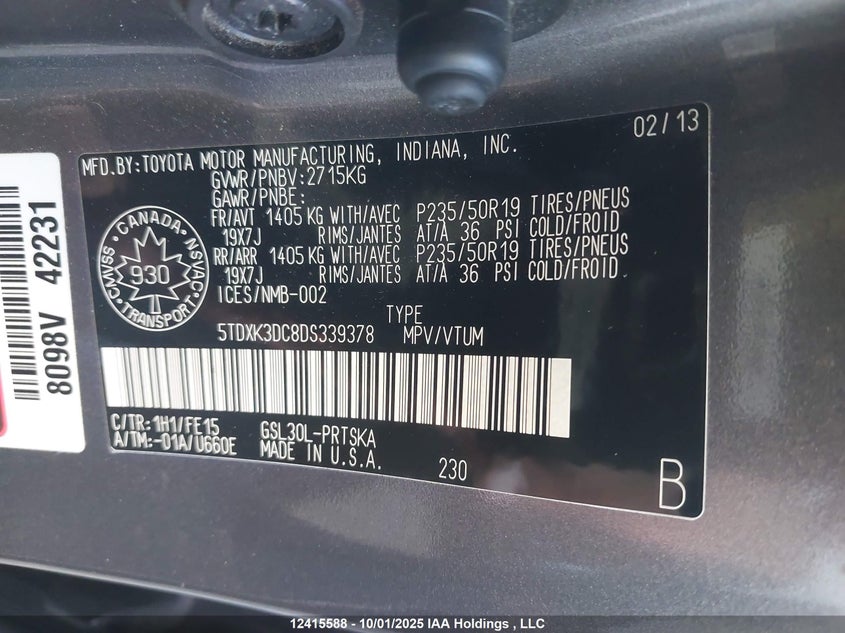 02/13
MFD.BY:TOYOTA MOTOR MANUFACTURING, INDIANA, INC.
GVWR/PNBV:2715KG
GAWR/PNBE:
FR/AVT 1405 KG WITH/AVEC P235/50R19 TIRES/PNEUS
19X7J RIMS/JANTES AT/À 36 PSI COLD/FROID
RR/ARR 1405 KG WITH/AVEC P235/50R19 TIRES/PNEUS
19X7J RIMS/JANTES AT/À 36 PSI COLD/FROID
ICES/NMB-002
CANADA
CMVSS
NSVAC
930
TRANSPORT
TYPE
5TDXK3DC8DS339378 MPV/VTUM
C/TR:1H1/FE15 GSL30L-PRTSKA
A/TM:-01A/U660E MADE IN U.S.A.
230
B
8098V 42231
12415588 - 10/01/2025 IAA Holdings , LLC